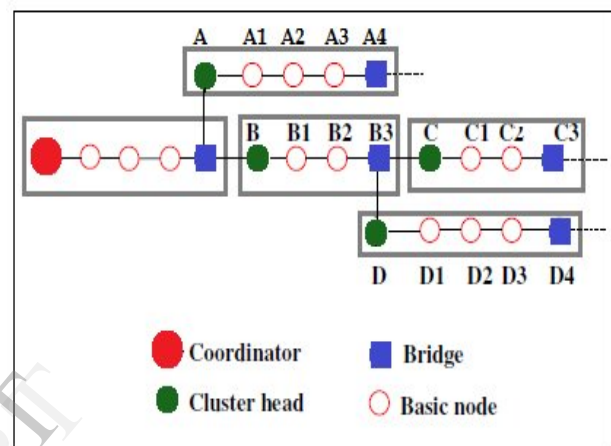 A A1 A2 A3 A4
B B1 B2 B3 C C1 C2 C3
D D1 D2 D3 D4
Coordinator Bridge
Cluster head Basic node